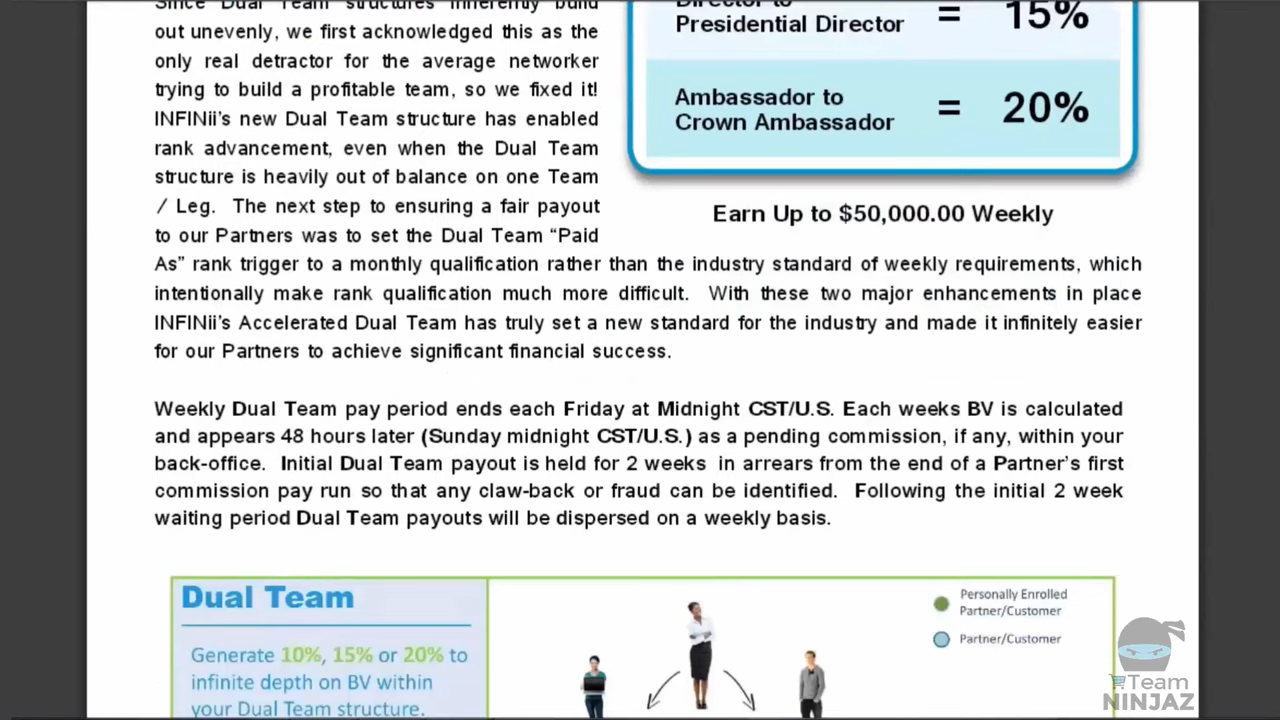 Since Dual Team structures inherently build
out unevenly, we first acknowledged this as the
only real detractor for the average networker
trying to build a profitable team, so we fixed it!
INFINii's new Dual Team structure has enabled
rank advancement, even when the Dual Team
structure is heavily out of balance on one Team
/ Leg. The next step to ensuring a fair payout
to our Partners was to set the Dual Team “Paid
As” rank trigger to a monthly qualification rather than the industry standard of weekly requirements, which
intentionally make rank qualification much more difficult. With these two major enhancements in place
INFINii's Accelerated Dual Team has truly set a new standard for the industry and made it infinitely easier
for our Partners to achieve significant financial success.
Director to
Presidential Director = 15%
Ambassador to
Crown Ambassador = 20%
Earn Up to $50,000.00 Weekly
Weekly Dual Team pay period ends each Friday at Midnight CST/U.S. Each weeks BV is calculated
and appears 48 hours later (Sunday midnight CST/U.S.) as a pending commission, if any, within your
back-office. Initial Dual Team payout is held for 2 weeks in arrears from the end of a Partner's first
commission pay run so that any claw-back or fraud can be identified. Following the initial 2 week
waiting period Dual Team payouts will be dispersed on a weekly basis.
Dual Team
Generate 10%, 15% or 20% to
infinite depth on BV within
your Dual Team structure.
Personally Enrolled
Partner/Customer
Partner/Customer
Team
NINJAZ